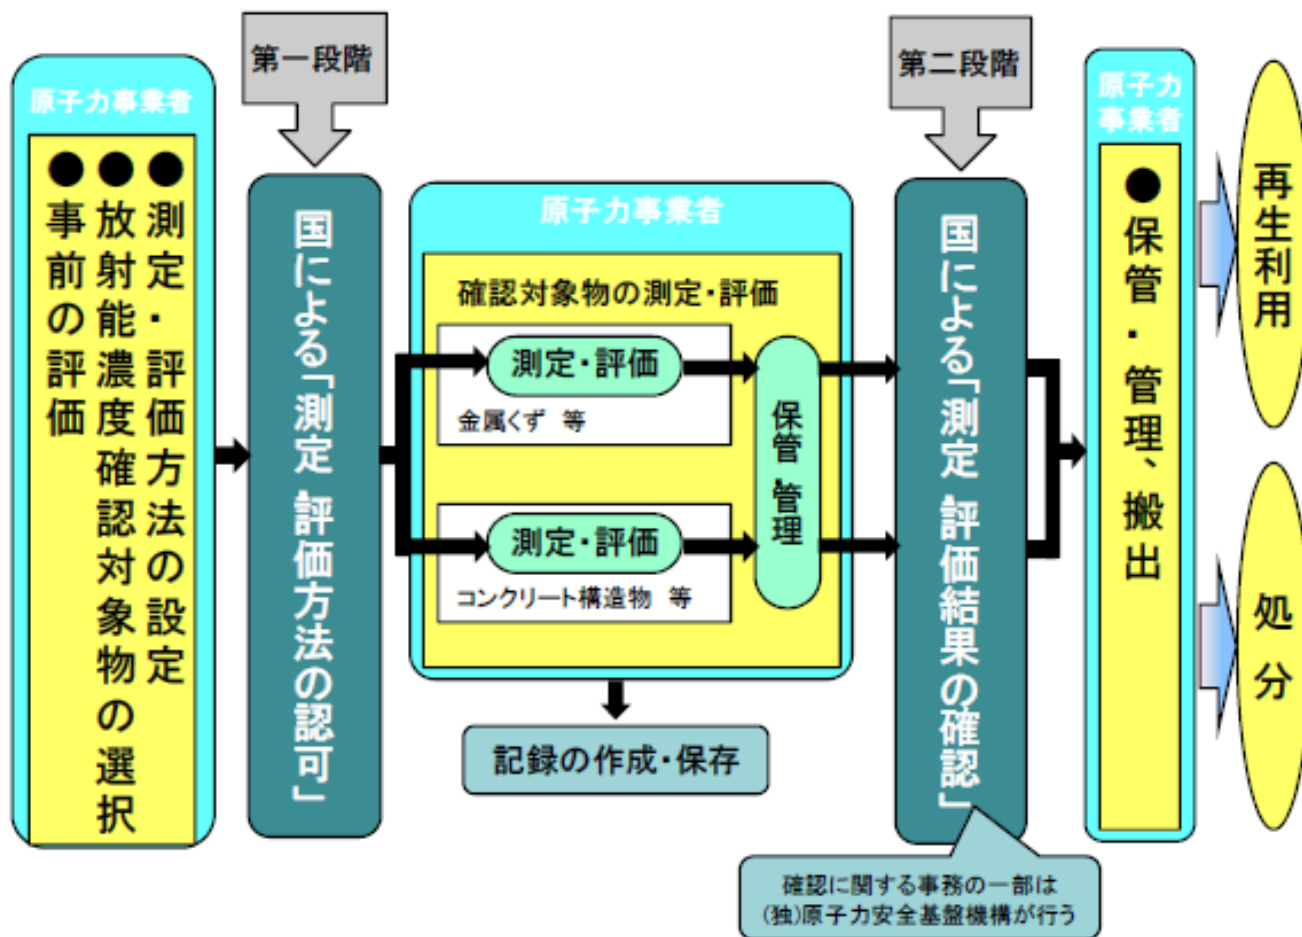 原子力事業者
●測定・評価方法の設定
●放射能濃度確認対象物の選択
●事前の評価
第一段階
国による「測定・評価方法の認可」
原子力事業者
確認対象物の測定・評価
測定・評価
金属くず 等
測定・評価
コンクリート構造物 等
保管・管理
記録の作成・保存
第二段階
国による「測定・評価結果の確認」
確認に関する事務の一部は
(独)原子力安全基盤機構が行う
原子力
事業者
●保管・管理、搬出
再生利用
処分